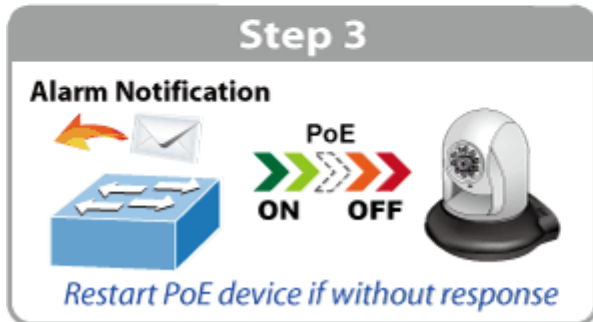 Step 3
Alarm Notification
PoE
ON OFF
Restart PoE device if without response